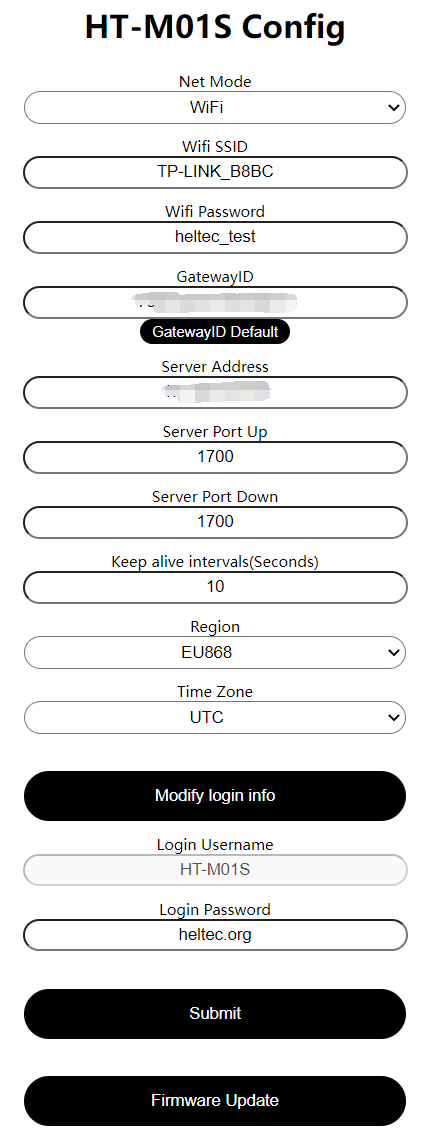 HT-M01S Config
Net Mode
WiFi
Wifi SSID
TP-LINK_B8BC
Wifi Password
heltec_test
GatewayID
GatewayID Default
Server Address
Server Port Up
1700
Server Port Down
1700
Keep alive intervals(Seconds)
10
Region
EU868
Time Zone
UTC
Modify login info
Login Username
HT-M01S
Login Password
heltec.org
Submit
Firmware Update